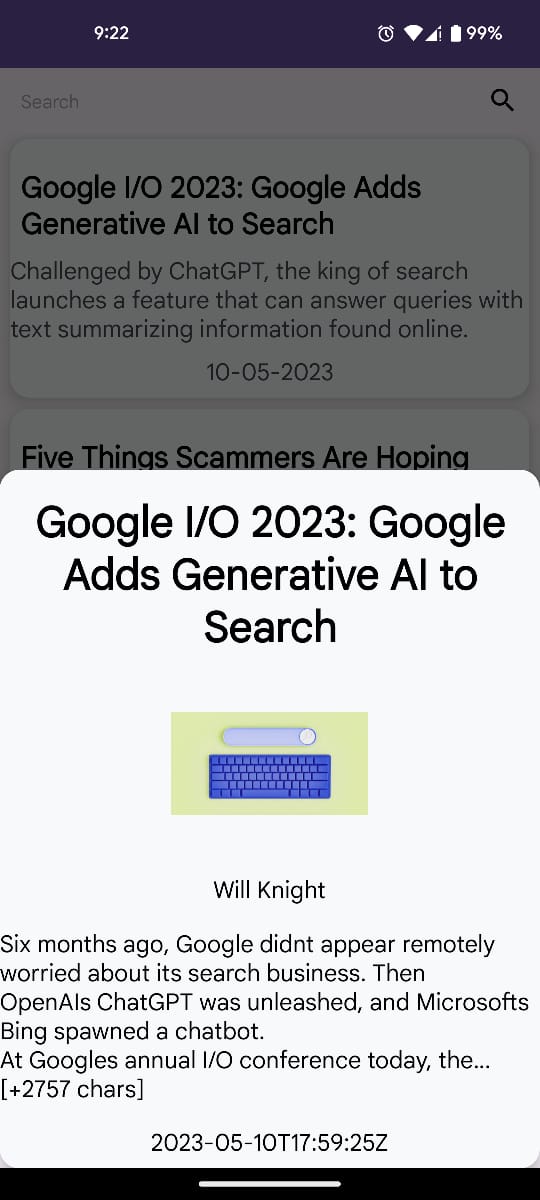 9:22
99%
Search
Google I/O 2023: Google Adds
Generative AI to Search
Challenged by ChatGPT, the king of search
launches a feature that can answer queries with
text summarizing information found online.
10-05-2023
Five Things Scammers Are Hoping
Google I/O 2023: Google
Adds Generative AI to
Search
Will Knight
Six months ago, Google didnt appear remotely
worried about its search business. Then
OpenAIs ChatGPT was unleashed, and Microsofts
Bing spawned a chatbot.
At Googles annual I/O conference today, the...
[+2757 chars]
2023-05-10T17:59:25Z